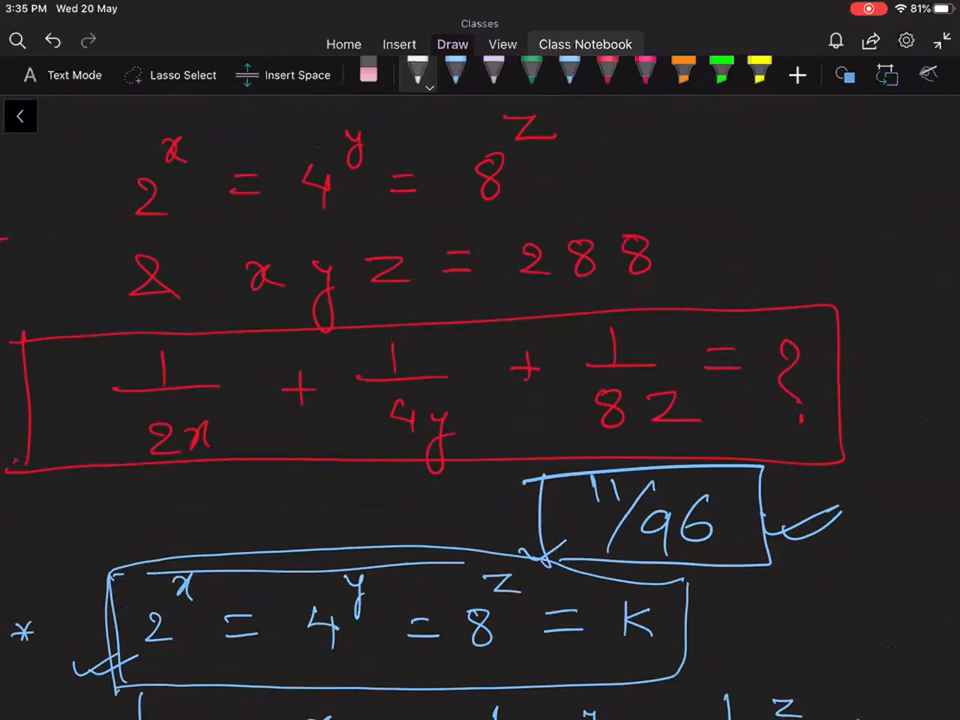 3:35 PM Wed 20 May 81%
Classes
Home Insert Draw View Class Notebook
Text Mode Lasso Select Insert Space
2^x = 4^y = 8^z
& x y z = 288
1/2x + 1/4y + 1/8z = ?
11/96
* 2^x = 4^y = 8^z = K